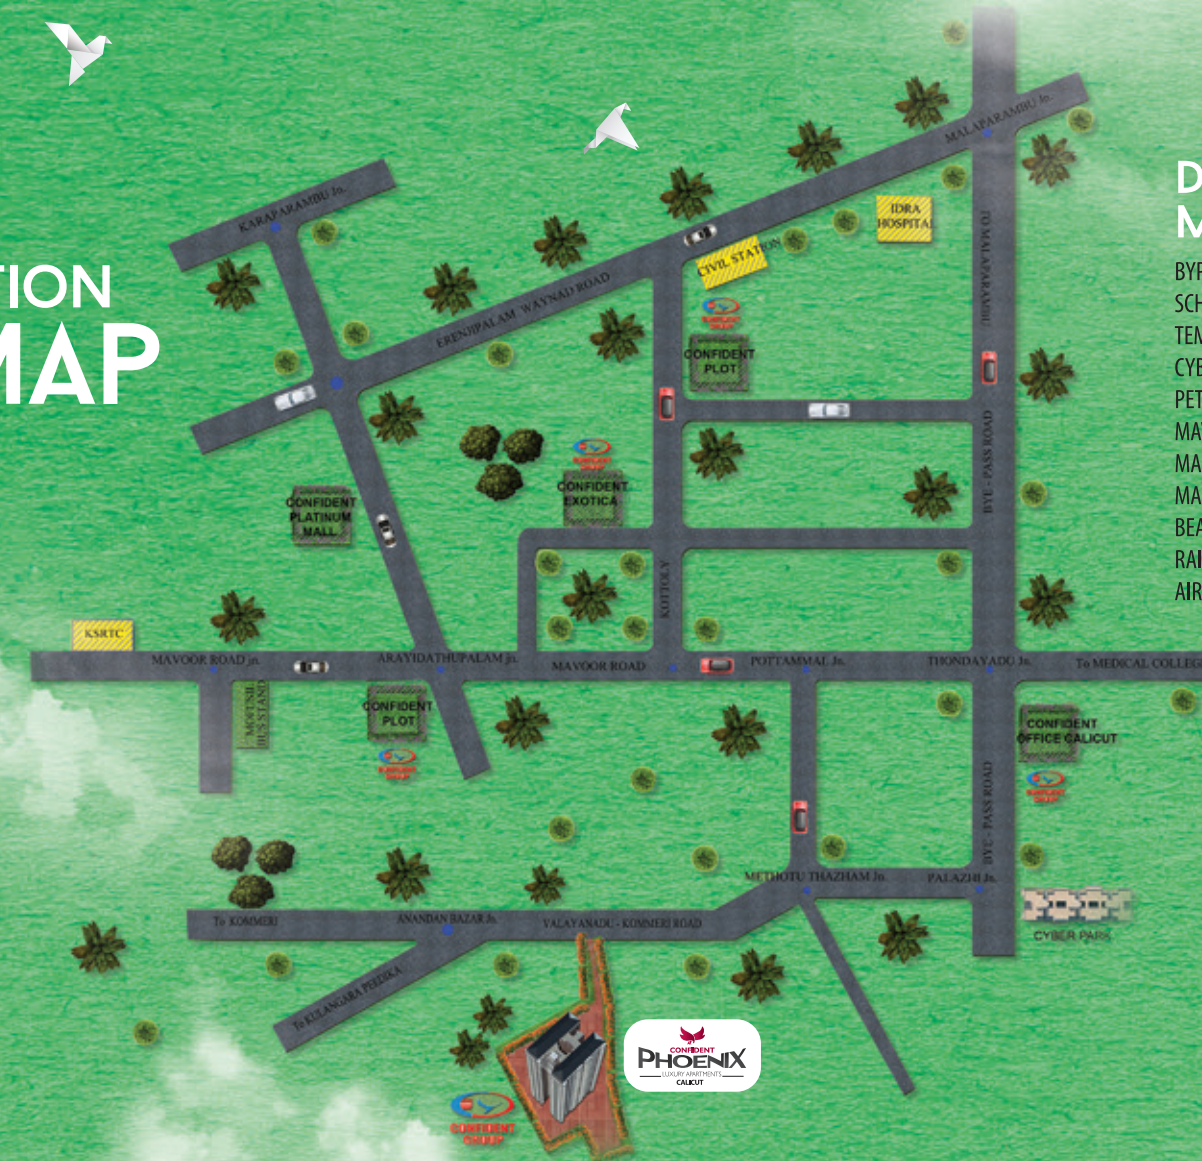 TION
MAP
KARAPARAMBU Jn.
MALAPARAMBU Jn.
IDRA
HOSPITAL
CIVIL STATION
TO MALAPARAMBU
ERENJIPALAM WAYNAD ROAD
CONFIDENT
PLOT
BYE - PASS ROAD
CONFIDENT
EXOTICA
CONFIDENT
PLATINUM
MALL
KOTTOLY
KSRTC
MAVOOR ROAD jn.
ARAYIDATHUPALAM jn.
MAVOOR ROAD
POTTAMMAL Jn.
THONDAYADU Jn.
To MEDICAL COLLEGE
MOFUSIL
BUS STAND
CONFIDENT
PLOT
CONFIDENT
OFFICE CALICUT
BYE - PASS ROAD
METHOTU THAZHAM Jn.
PALAZHI Jn.
To KOMMERI
ANANDAN BAZAR Jn.
VALAYANADU - KOMMERI ROAD
CYBER PARK
To KULANGARA PEEDIKA
CONFIDENT
PHOENIX
LUXURY APARTMENTS
CALICUT
CONFIDENT
GROUP
D
M
BYP
SCH
TEM
CYB
PET
MAV
MA
MA
BEA
RAI
AIR